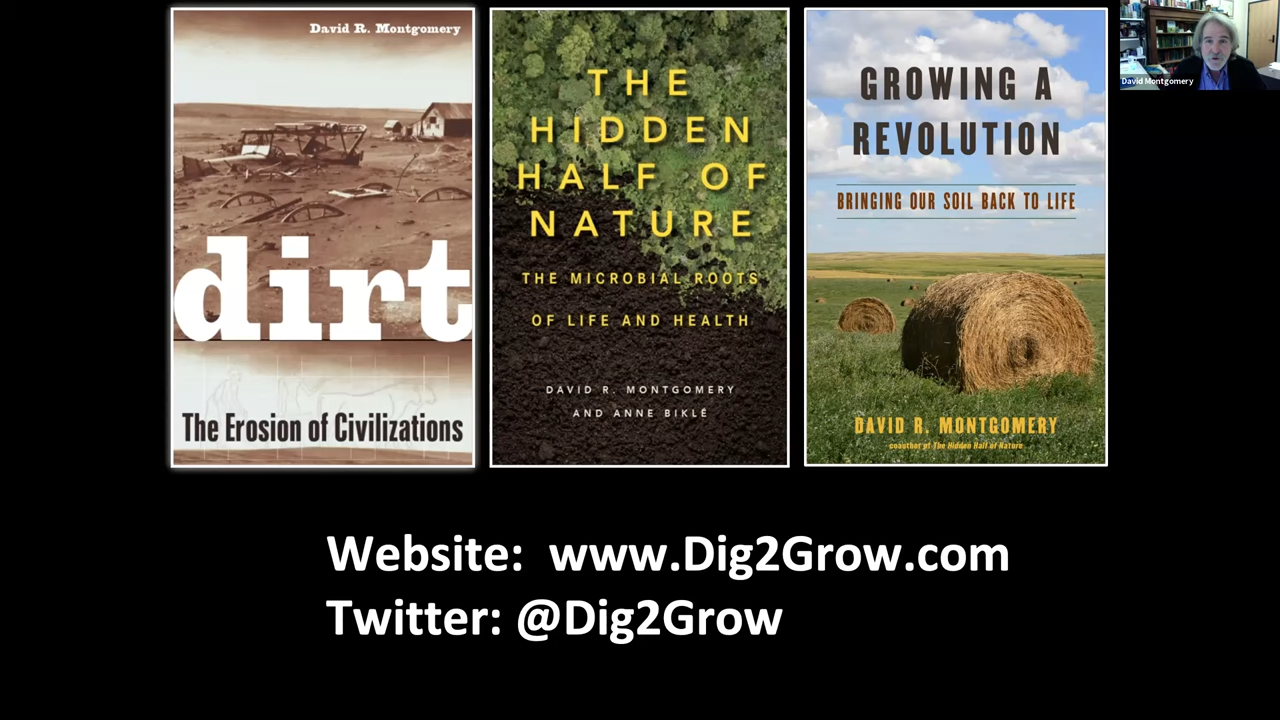 David R. Montgomery
dirt
The Erosion of Civilizations
THE
HIDDEN
HALF OF
NATURE
THE MICROBIAL ROOTS
OF LIFE AND HEALTH
DAVID R. MONTGOMERY
AND ANNE BIKLÉ
GROWING A
REVOLUTION
BRINGING OUR SOIL BACK TO LIFE
DAVID R. MONTGOMERY
coauthor of The Hidden Half of Nature
David Montgomery
Website: www.Dig2Grow.com
Twitter: @Dig2Grow